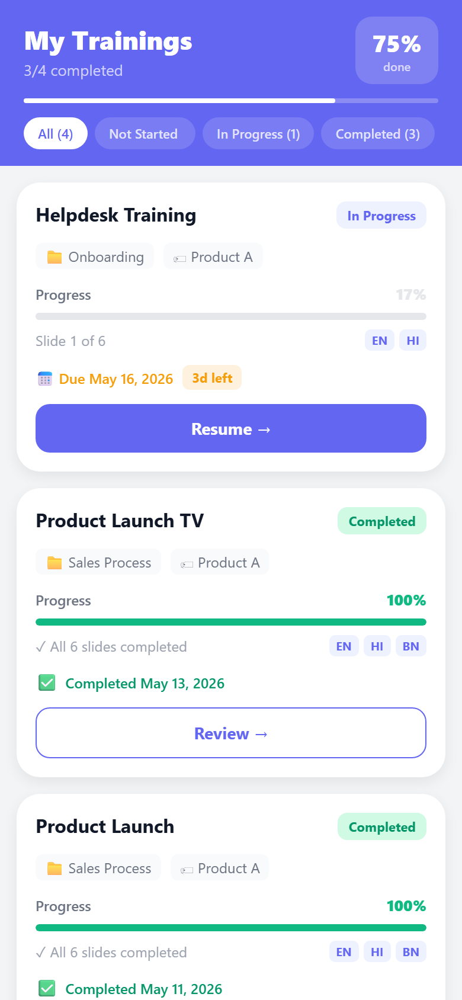 My Trainings
3/4 completed
75%
done
All (4)
Not Started
In Progress (1)
Completed (3)
Helpdesk Training
In Progress
Onboarding
Product A
Progress
17%
Slide 1 of 6
EN
HI
Due May 16, 2026
3d left
Resume →
Product Launch TV
Completed
Sales Process
Product A
Progress
100%
✓ All 6 slides completed
EN
HI
BN
Completed May 13, 2026
Review →
Product Launch
Completed
Sales Process
Product A
Progress
100%
✓ All 6 slides completed
EN
HI
BN
Completed May 11, 2026